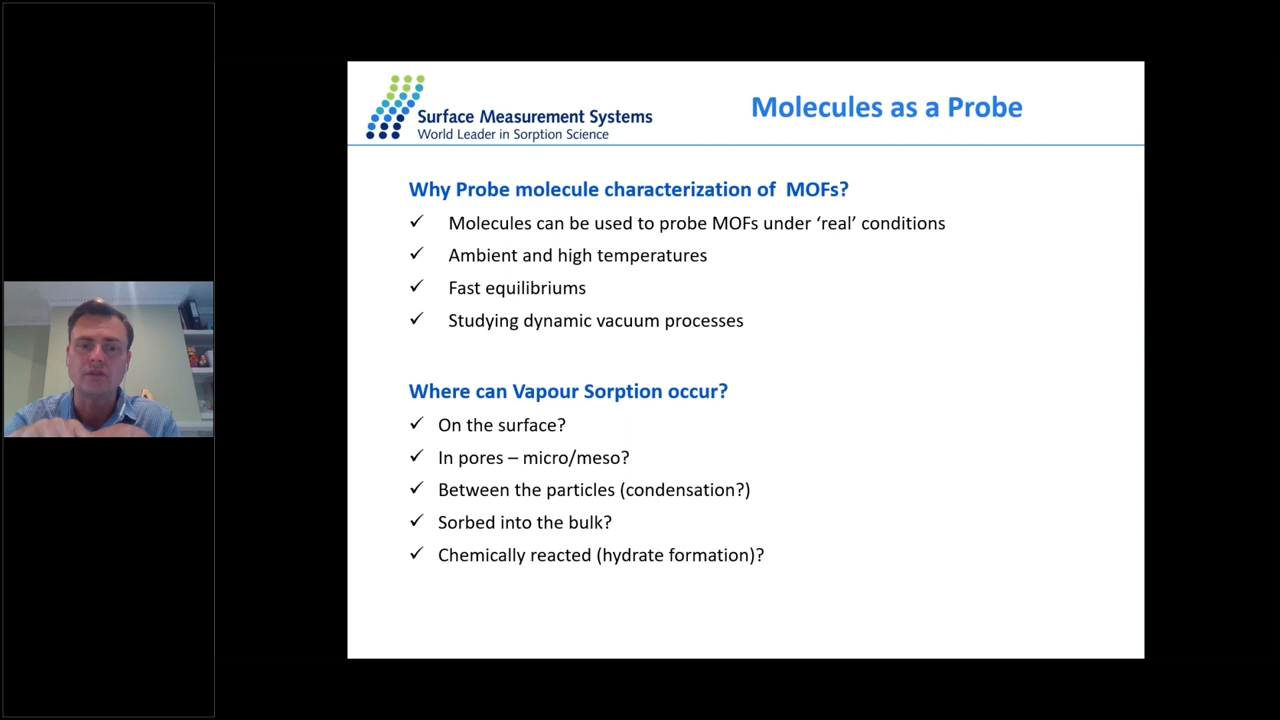 Surface Measurement Systems
World Leader in Sorption Science
Molecules as a Probe
Why Probe molecule characterization of MOFs?
✓ Molecules can be used to probe MOFs under ‘real’ conditions
✓ Ambient and high temperatures
✓ Fast equilibriums
✓ Studying dynamic vacuum processes
Where can Vapour Sorption occur?
✓ On the surface?
✓ In pores – micro/meso?
✓ Between the particles (condensation?)
✓ Sorbed into the bulk?
✓ Chemically reacted (hydrate formation)?